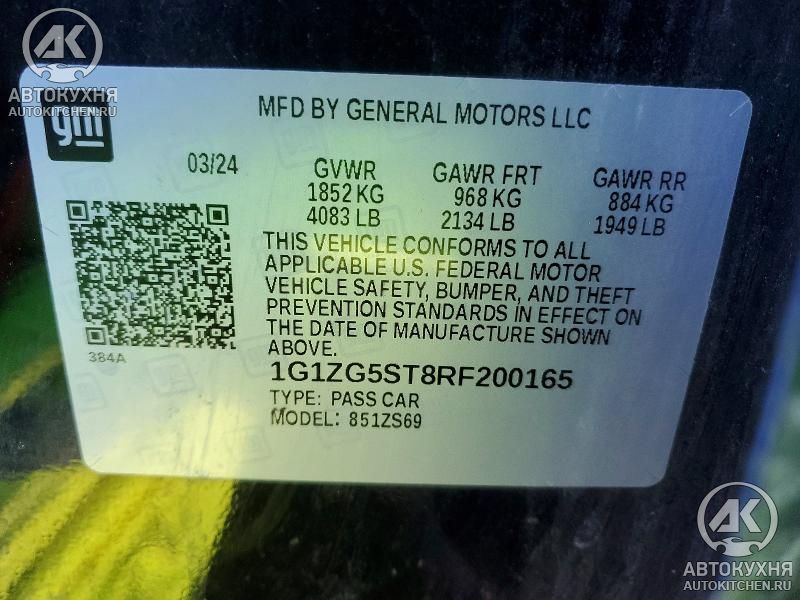 АК
АВТОКУХНЯ
AUTOKITCHEN.RU
gm
MFD BY GENERAL MOTORS LLC
03/24
GVWR GAWR FRT GAWR RR
1852 KG 968 KG 884 KG
4083 LB 2134 LB 1949 LB
THIS VEHICLE CONFORMS TO ALL
APPLICABLE U.S. FEDERAL MOTOR
VEHICLE SAFETY, BUMPER, AND THEFT
PREVENTION STANDARDS IN EFFECT ON
THE DATE OF MANUFACTURE SHOWN
ABOVE.
384A
1G1ZG5ST8RF200165
TYPE: PASS CAR
MODEL: 851ZS69
АК
АВТОКУХНЯ
AUTOKITCHEN.RU